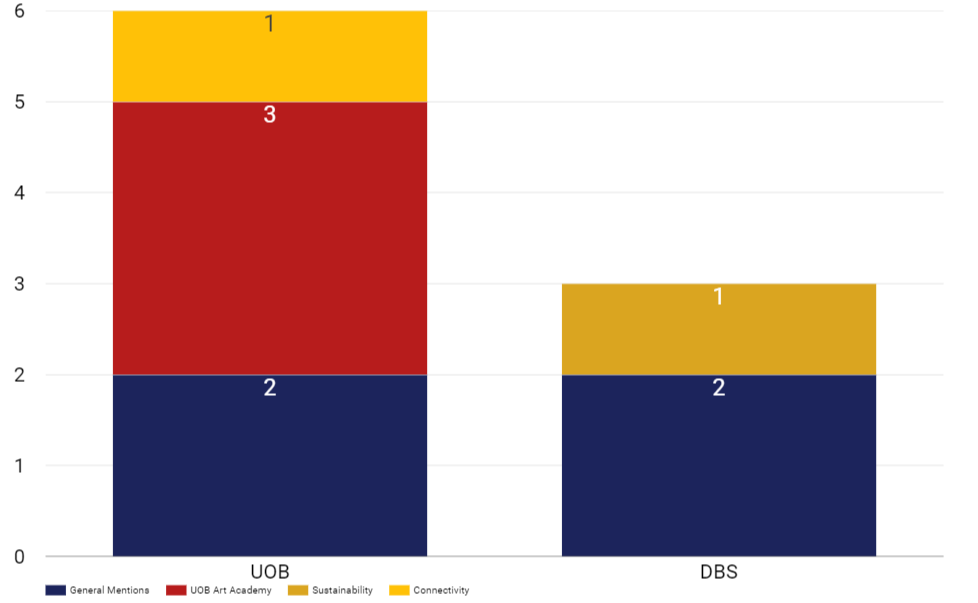 6
1
5
3
4
3
1
2
2
2
1
0
UOB
DBS
General Mentions
UOB Art Academy
Sustainability
Connectivity